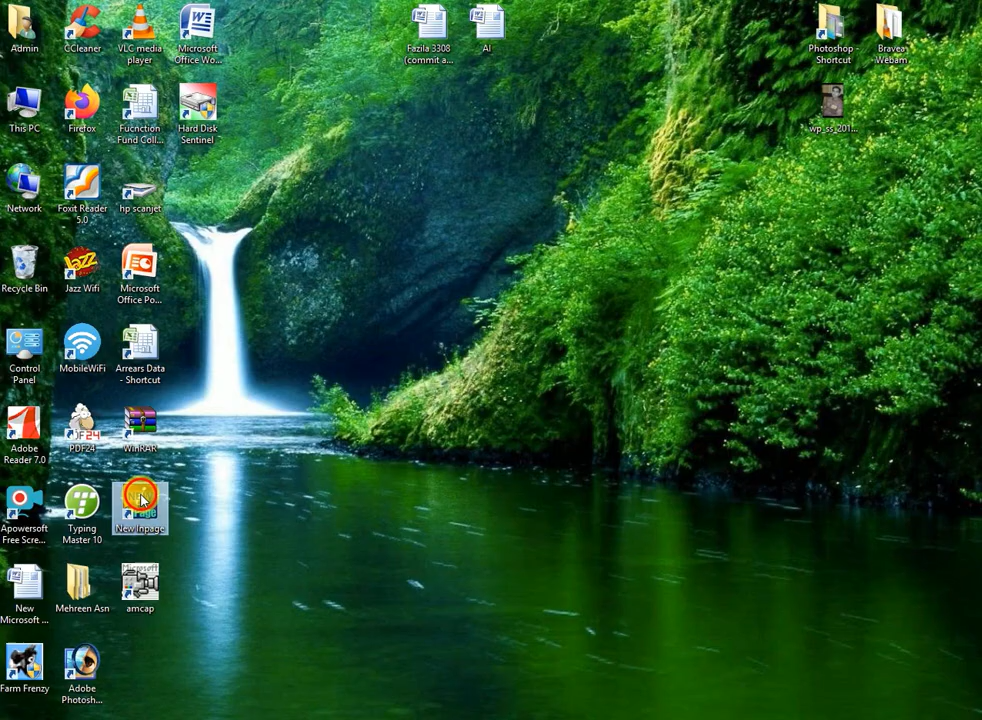 Admin
CCleaner
VLC media
player
Microsoft
Office Wo...
Fazila 3308
(commit a...
AI
Photoshop -
Shortcut
Bravea
Webam
This PC
Firefox
Fucnction
Fund Coll...
Hard Disk
Sentinel
wp_ss_201...
Network
Foxit Reader
5.0
hp scanjet
Recycle Bin
Jazz
Jazz Wifi
Microsoft
Office Po...
Control
Panel
MobileWiFi
Arrears Data
- Shortcut
Adobe
Reader 7.0
PDF24
WinRAR
Apowersoft
Free Scre...
Typing
Master 10
New Inpage
New
Microsoft ...
Mehreen Asn
Microsoft
amcap
Farm Frenzy
Adobe
Photosh...